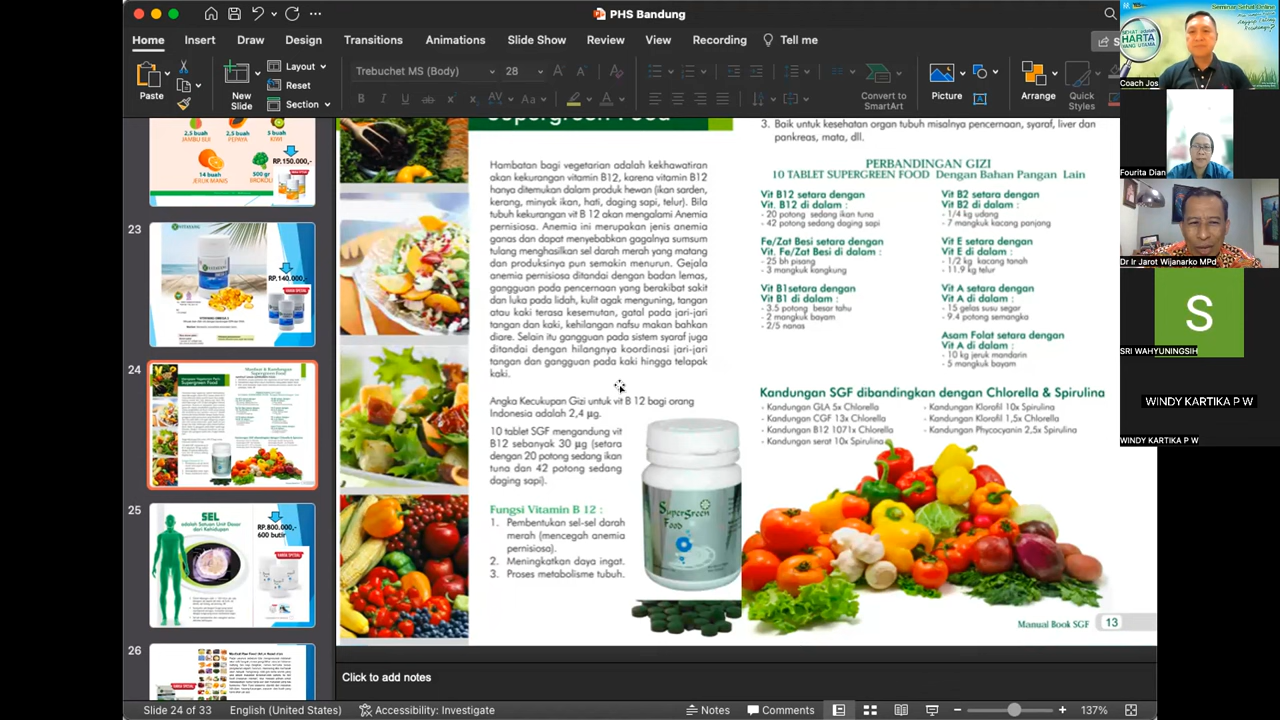 PHS Bandung
Home Insert Draw Design Transitions Animations Slide Show Review View Recording Tell me
Paste
New
Slide
Layout
Reset
Section
Trebuchet MS (Body) 28
Convert to
SmartArt
Picture
Arrange
Quick
Styles
2,5 buah
JAMBU BIJI
2,5 buah
PEPAYA
5 buah
KIWI
14 buah
JERUK MANIS
RP.150.000,-
23
RP.140.000,-
24
25
SEL
adalah Satuan Unit Dasar
dari Kehidupan
RP.800.000,-
600 butir
26
Supergreen Food
Hambatan bagi vegetarian adalah kekhawatiran
akan kekurangan vitamin B12, karena vitamin B12
hanya ditemukan dalam produk hewan (ikan sarden,
kerang, minyak ikan, hati, daging sapi, telur). Bila
tubuh kekurangan vit B 12 akan mengalami Anemia
pernisiosa. Anemia ini merupakan jenis anemia
ganas dan dapat menyebabkan gagalnya sumsum
tulang menghasilkan sel darah merah yang matang
dan produksinya pun semakin menurun. Gejala
anemia pernisiosa ditandai dengan badan lemas,
gangguan pada pencernaan yang berakibat sakit
dan luka pada lidah, kulit agak menguning, tangan
atau kaki terasa kesemutan, gatal pada jari-jari
tangan dan kaki, kehilangan nafsu makan bahkan
diare. Selain itu gangguan pada sistem syaraf juga
ditandai dengan hilangnya koordinasi jari-jari
tangan dan gangguan pada kaki hingga telapak
kaki.
Angka Kecukupan Gizi untuk vit B 12 bagi orang
Indonesia adalah 2,4 µg.
10 tablet SGF mengandung vit
B12 sebanyak 30 µg (setara
dengan 20 potong sedang ikan
tuna dan 42 potong sedang
daging sapi).
Fungsi Vitamin B 12 :
1. Pembentukan sel-sel darah
merah (mencegah anemia
pernisiosa).
2. Meningkatkan daya ingat.
3. Proses metabolisme tubuh.
SuperGreen
Food
3. Baik untuk kesehatan organ tubuh misalnya pencernaan, syaraf, liver dan
pankreas, mata, dll.
PERBANDINGAN GIZI
10 TABLET SUPERGREEN FOOD Dengan Bahan Pangan Lain
Vit B12 setara dengan
Vit. B12 di dalam :
- 20 potong sedang ikan tuna
- 42 potong sedang daging sapi
Fe/Zat Besi setara dengan
Vit. Fe/Zat Besi di dalam :
- 25 bh pisang
- 3 mangkuk kangkung
Vit B1setara dengan
Vit B1 di dalam :
- 3.5 potong besar tahu
- 2 mangkuk bayam
- 2/5 nanas
Vit B2 setara dengan
Vit. B2 di dalam :
- 1/4 kg udang
- 7 mangkuk kacang panjang
Vit E setara dengan
Vit E di dalam :
- 1/2 kg kacang tanah
- 11.9 kg telur
Vit A setara dengan
Vit A di dalam :
- 15 gelas susu segar
- 9.4 potong semangka
Asam Folat setara dengan
Vit A di dalam :
- 10 kg jeruk mandarin
- 5 mangkuk bayam
Kandungan SGF dibandingkan dengan Chlorella & Spirulina
- Kandungan GLA 5x Chlorella
- Kandungan CGF 13x Chlorella
- Kandungan B12 1071x Chlorella
- Kandungan serat 10x Spirulina
- Kandungan Klorofil 10x Spirulina
- Kandungan Klorofil 1,5x Chlorella
- Kandungan Phycocyanin 2,5x Spirulina
Manual Book SGF 13
Click to add notes
Slide 24 of 33 English (United States) Accessibility: Investigate Notes Comments 137%
Seminar Sehat Online
SEHAT adalah
HARTA
YANG UTAMA
Coach Jos
Fourita Dian
Dr Ir Jarot Wijanarko MPd
S
SRI WAHYUNINGSIH
WINDY KARTIKA P W
WINDY KARTIKA P W